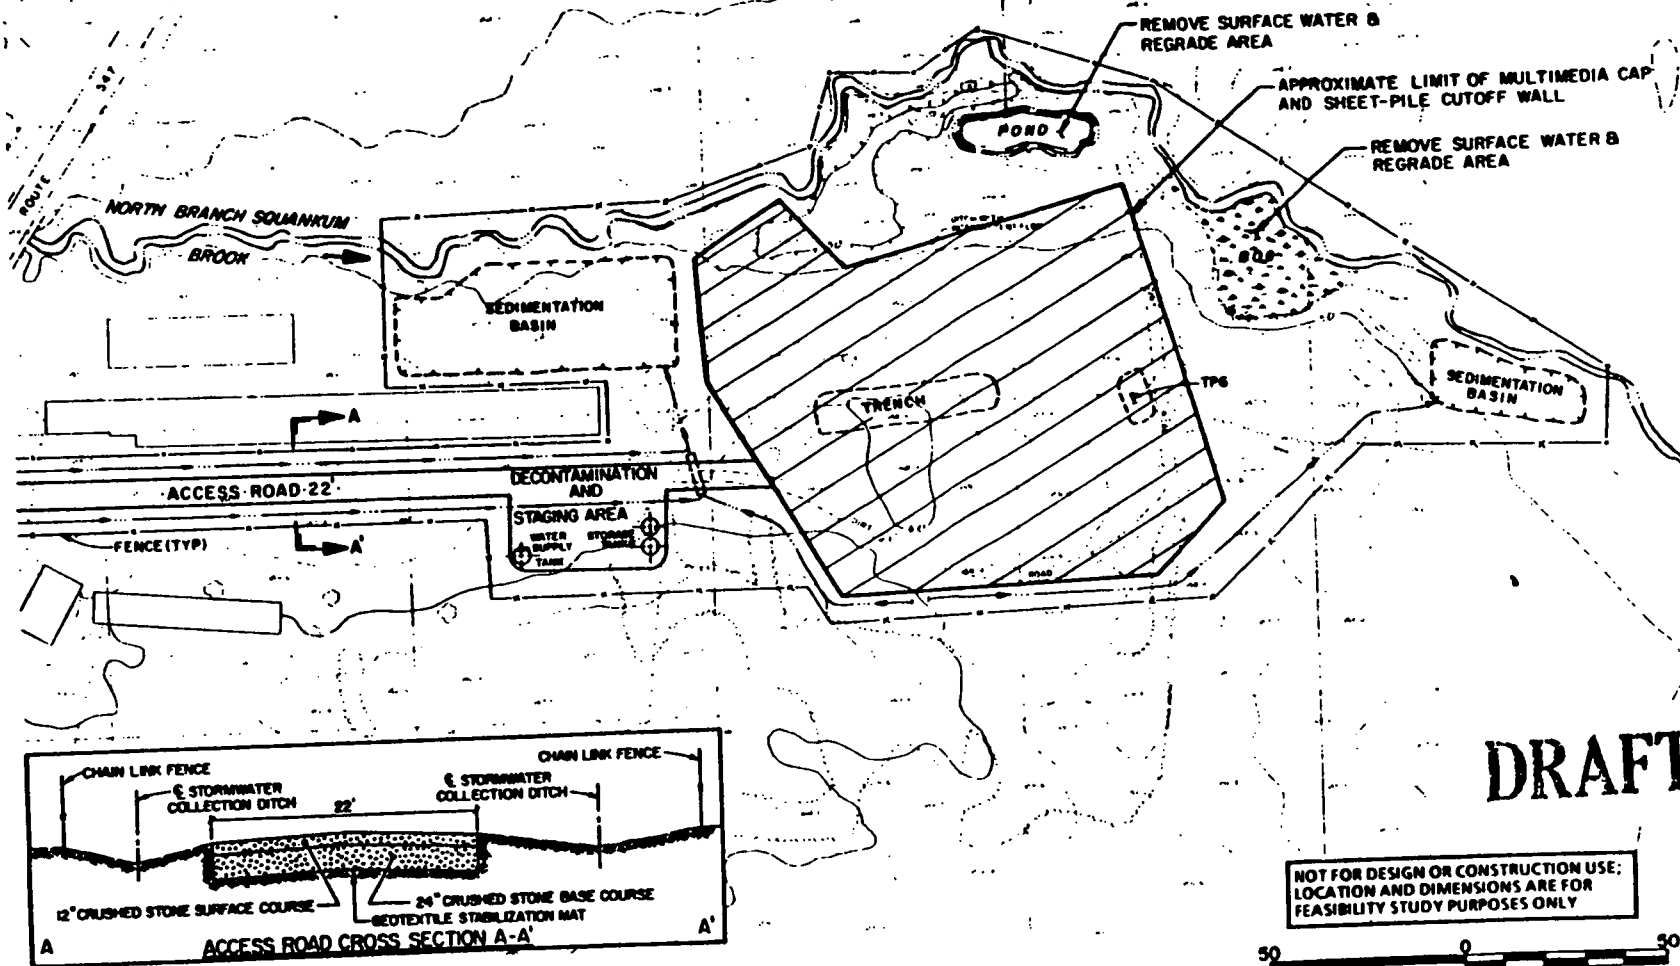 REMOVE SURFACE WATER &
REGRADE AREA
APPROXIMATE LIMIT OF MULTIMEDIA CAP
AND SHEET-PILE CUTOFF WALL
REMOVE SURFACE WATER &
REGRADE AREA
ROUTE 547
POND
NORTH BRANCH SQUANKUM
BROOK
BOG
SEDIMENTATION
BASIN
TRENCH
TP6
SEDIMENTATION
BASIN
A
DECONTAMINATION
AND
STAGING AREA
ACCESS ROAD 22'
WATER
SUPPLY
TANK
STORAGE
FENCE (TYP)
A'
ROAD
CHAIN LINK FENCE
CHAIN LINK FENCE
℄ STORMWATER
COLLECTION DITCH
22'
℄ STORMWATER
COLLECTION DITCH
12" CRUSHED STONE SURFACE COURSE
24" CRUSHED STONE BASE COURSE
GEOTEXTILE STABILIZATION MAT
A
ACCESS ROAD CROSS SECTION A-A'
A'
DRAFT
NOT FOR DESIGN OR CONSTRUCTION USE;
LOCATION AND DIMENSIONS ARE FOR
FEASIBILITY STUDY PURPOSES ONLY
50 0 50